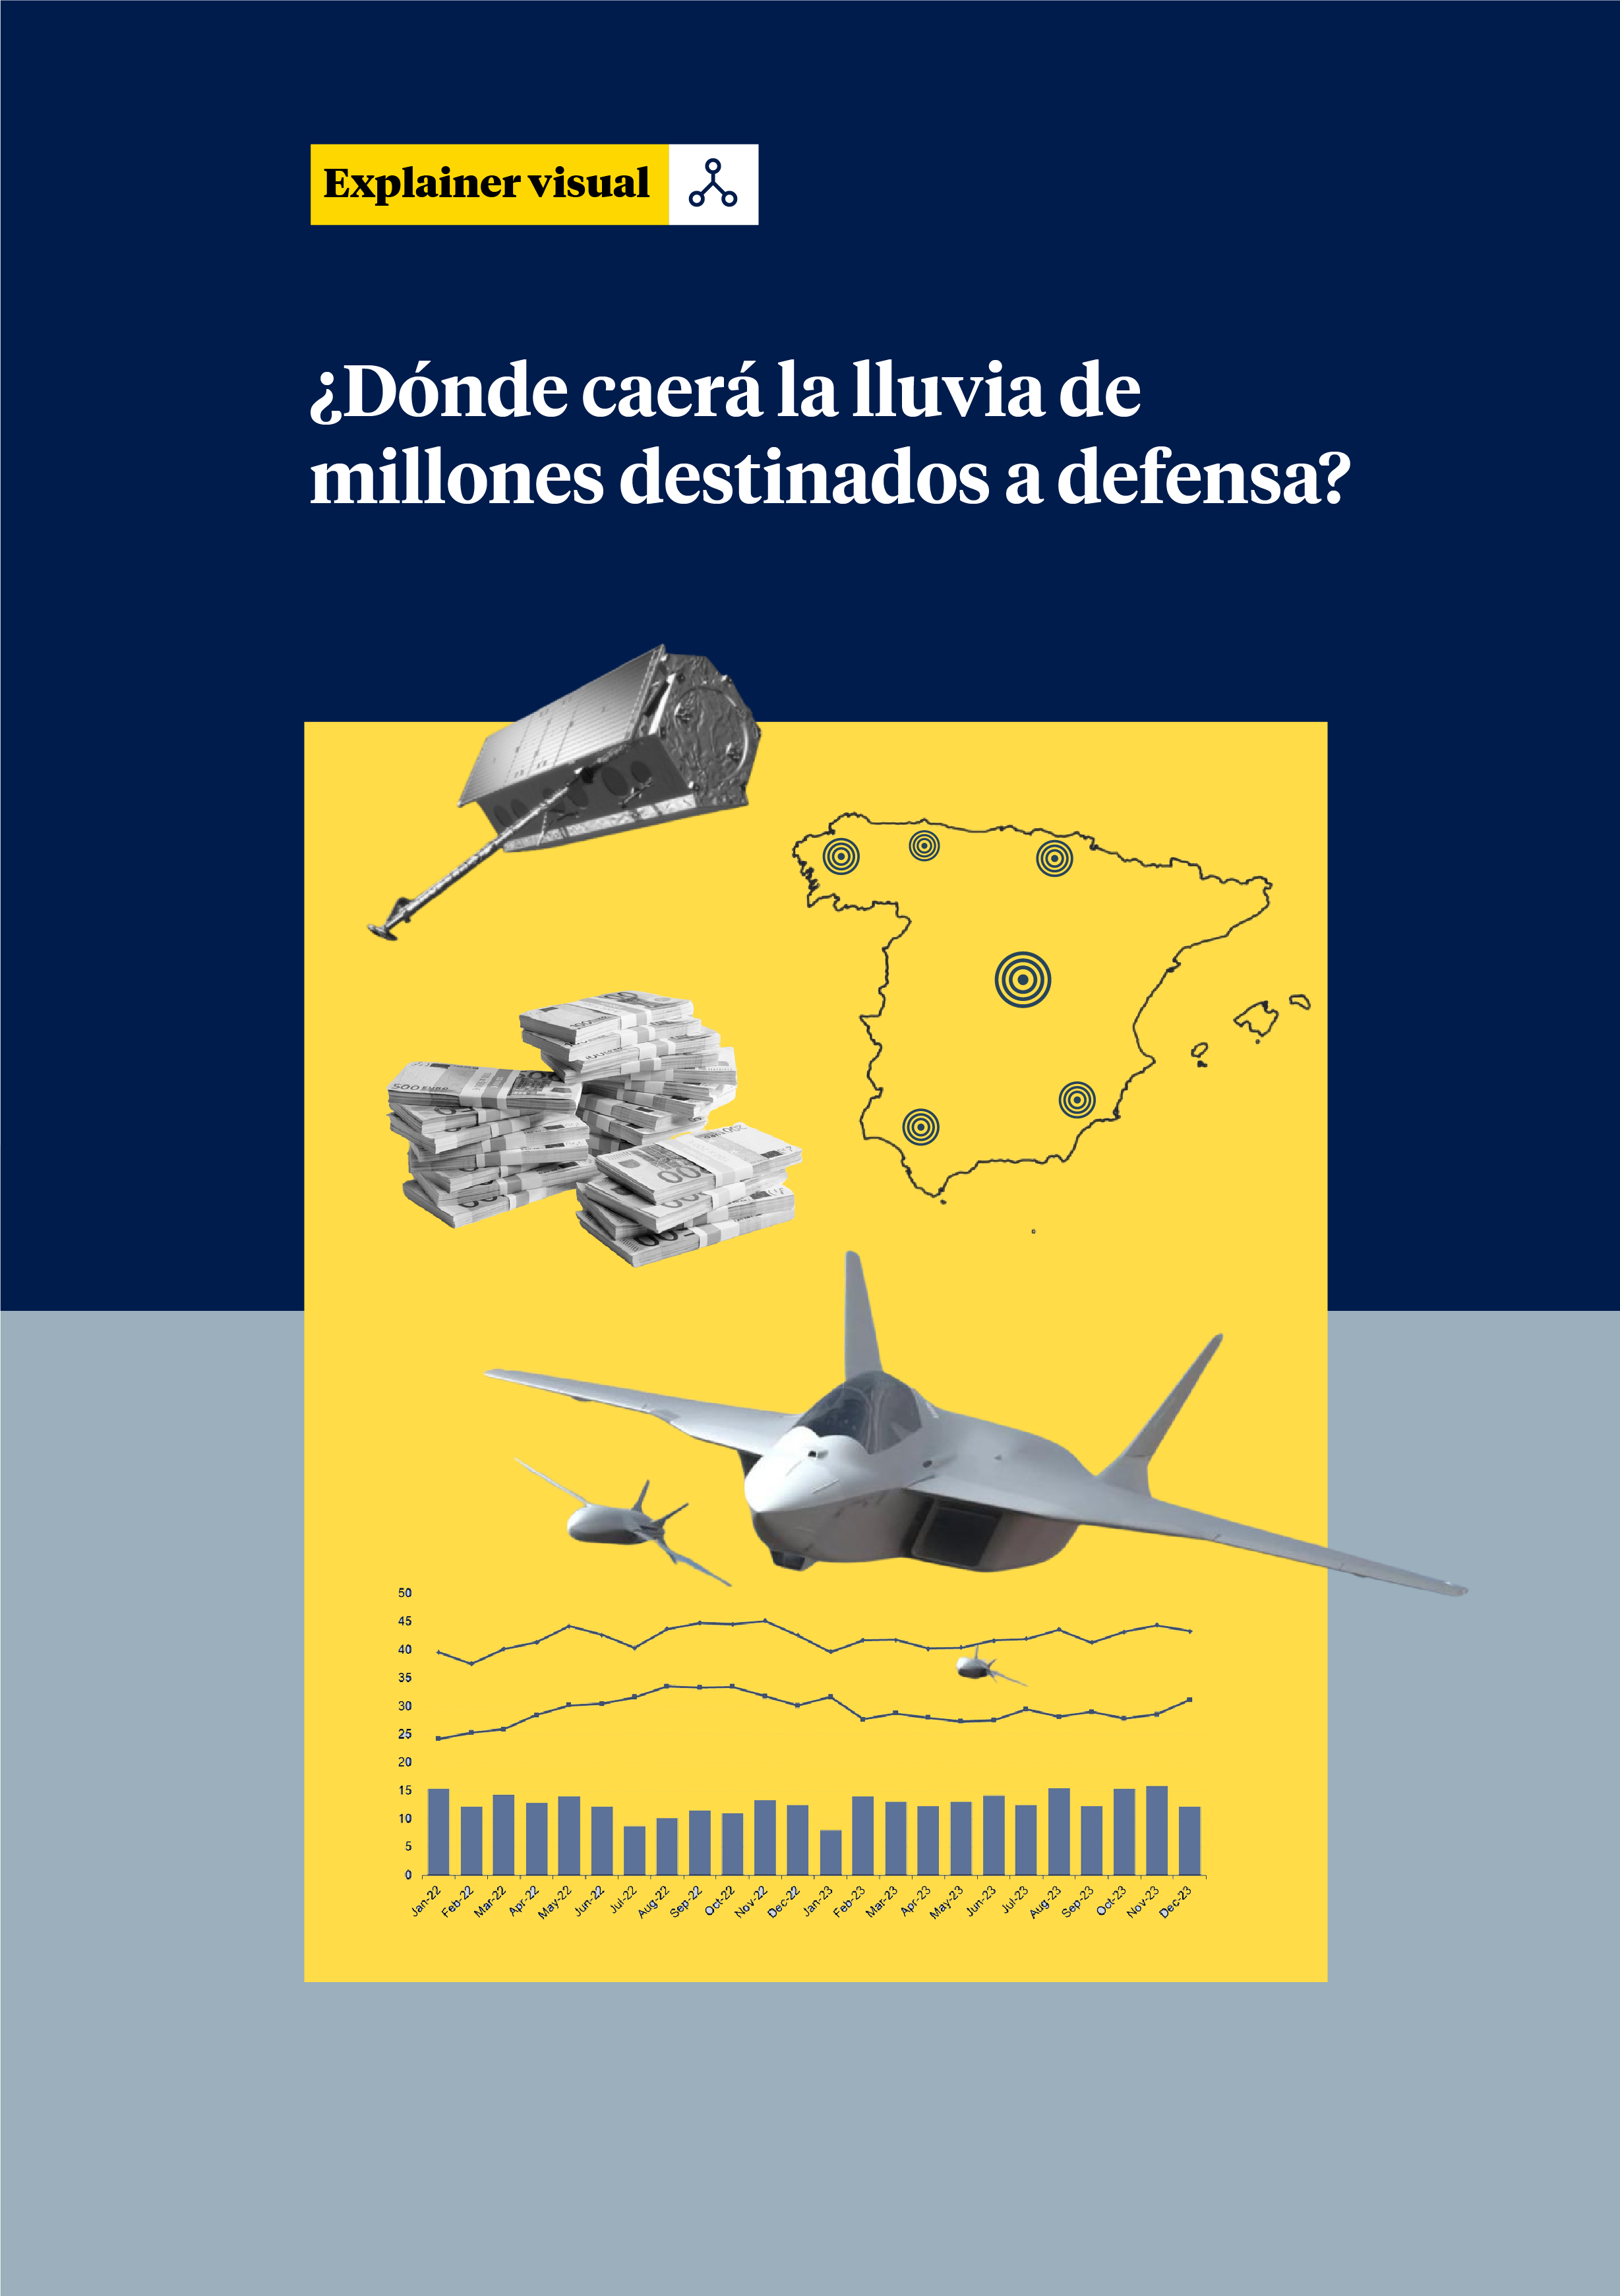 Explainer visual
¿Dónde caerá la lluvia de
millones destinados a defensa?
500 EURO
50
45
40
35
30
25
20
15
10
5
0
Jan-22
Feb-22
Mar-22
Apr-22
May-22
Jun-22
Jul-22
Aug-22
Sep-22
Oct-22
Nov-22
Dec-22
Jan-23
Feb-23
Mar-23
Apr-23
May-23
Jun-23
Jul-23
Aug-23
Sep-23
Oct-23
Nov-23
Dec-23